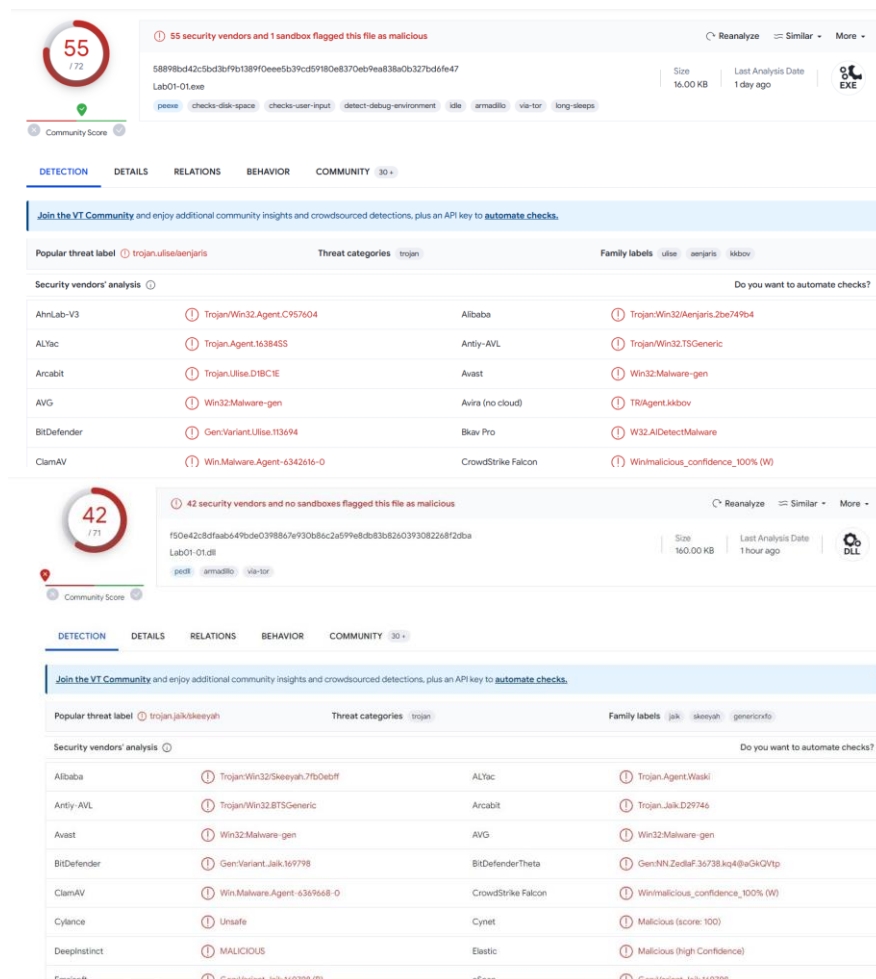 55
/ 72
Community Score
55 security vendors and 1 sandbox flagged this file as malicious
Reanalyze Similar More
58898bd42c5bd3bf9b1389f0eee5b39cd59180e8370eb9ea838a0b327bd6fe47
Lab01-01.exe
Size
16.00 KB
Last Analysis Date
1 day ago
EXE
peexe checks-disk-space checks-user-input detect-debug-environment idle armadillo via-tor long-sleeps
DETECTION DETAILS RELATIONS BEHAVIOR COMMUNITY 30+
Join the VT Community and enjoy additional community insights and crowdsourced detections, plus an API key to automate checks.
Popular threat label trojan.ulise/aenjaris Threat categories trojan Family labels ulise aenjaris kkbov
Security vendors' analysis Do you want to automate checks?
AhnLab-V3 Trojan/Win32.Agent.C957604 Alibaba Trojan:Win32/Aenjaris.2be749b4
ALYac Trojan.Agent.16384SS Antiy-AVL Trojan/Win32.TSGeneric
Arcabit Trojan.Ulise.D1BC1E Avast Win32:Malware-gen
AVG Win32:Malware-gen Avira (no cloud) TR/Agent.kkbov
BitDefender Gen:Variant.Ulise.113694 Bkav Pro W32.AIDetectMalware
ClamAV Win.Malware.Agent-6342616-0 CrowdStrike Falcon Win/malicious_confidence_100% (W)
42
/ 71
Community Score
42 security vendors and no sandboxes flagged this file as malicious
Reanalyze Similar More
f50e42c8dfaab649bde0398867e930b86c2a599e8db83b8260393082268f2dba
Lab01-01.dll
Size
160.00 KB
Last Analysis Date
1 hour ago
DLL
pedll armadillo via-tor
DETECTION DETAILS RELATIONS BEHAVIOR COMMUNITY 30+
Join the VT Community and enjoy additional community insights and crowdsourced detections, plus an API key to automate checks.
Popular threat label trojan.jaik/skeeyah Threat categories trojan Family labels jaik skeeyah genericrxfo
Security vendors' analysis Do you want to automate checks?
Alibaba Trojan:Win32/Skeeyah.7fb0ebff ALYac Trojan.Agent.Waski
Antiy-AVL Trojan/Win32.BTSGeneric Arcabit Trojan.Jaik.D29746
Avast Win32:Malware-gen AVG Win32:Malware-gen
BitDefender Gen:Variant.Jaik.169798 BitDefenderTheta Gen:NN.ZedlaF.36738.kq4@aGkQVtp
ClamAV Win.Malware.Agent-6369668-0 CrowdStrike Falcon Win/malicious_confidence_100% (W)
Cylance Unsafe Cynet Malicious (score: 100)
DeepInstinct MALICIOUS Elastic Malicious (high Confidence)